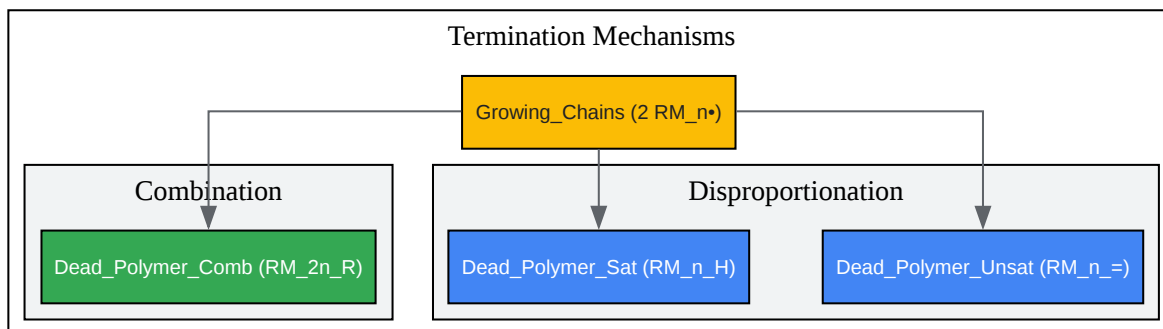 Termination Mechanisms
Growing_Chains (2 RM_n•)
Combination
Disproportionation
Dead_Polymer_Comb (RM_2n_R)
Dead_Polymer_Sat (RM_n_H)
Dead_Polymer_Unsat (RM_n_=)